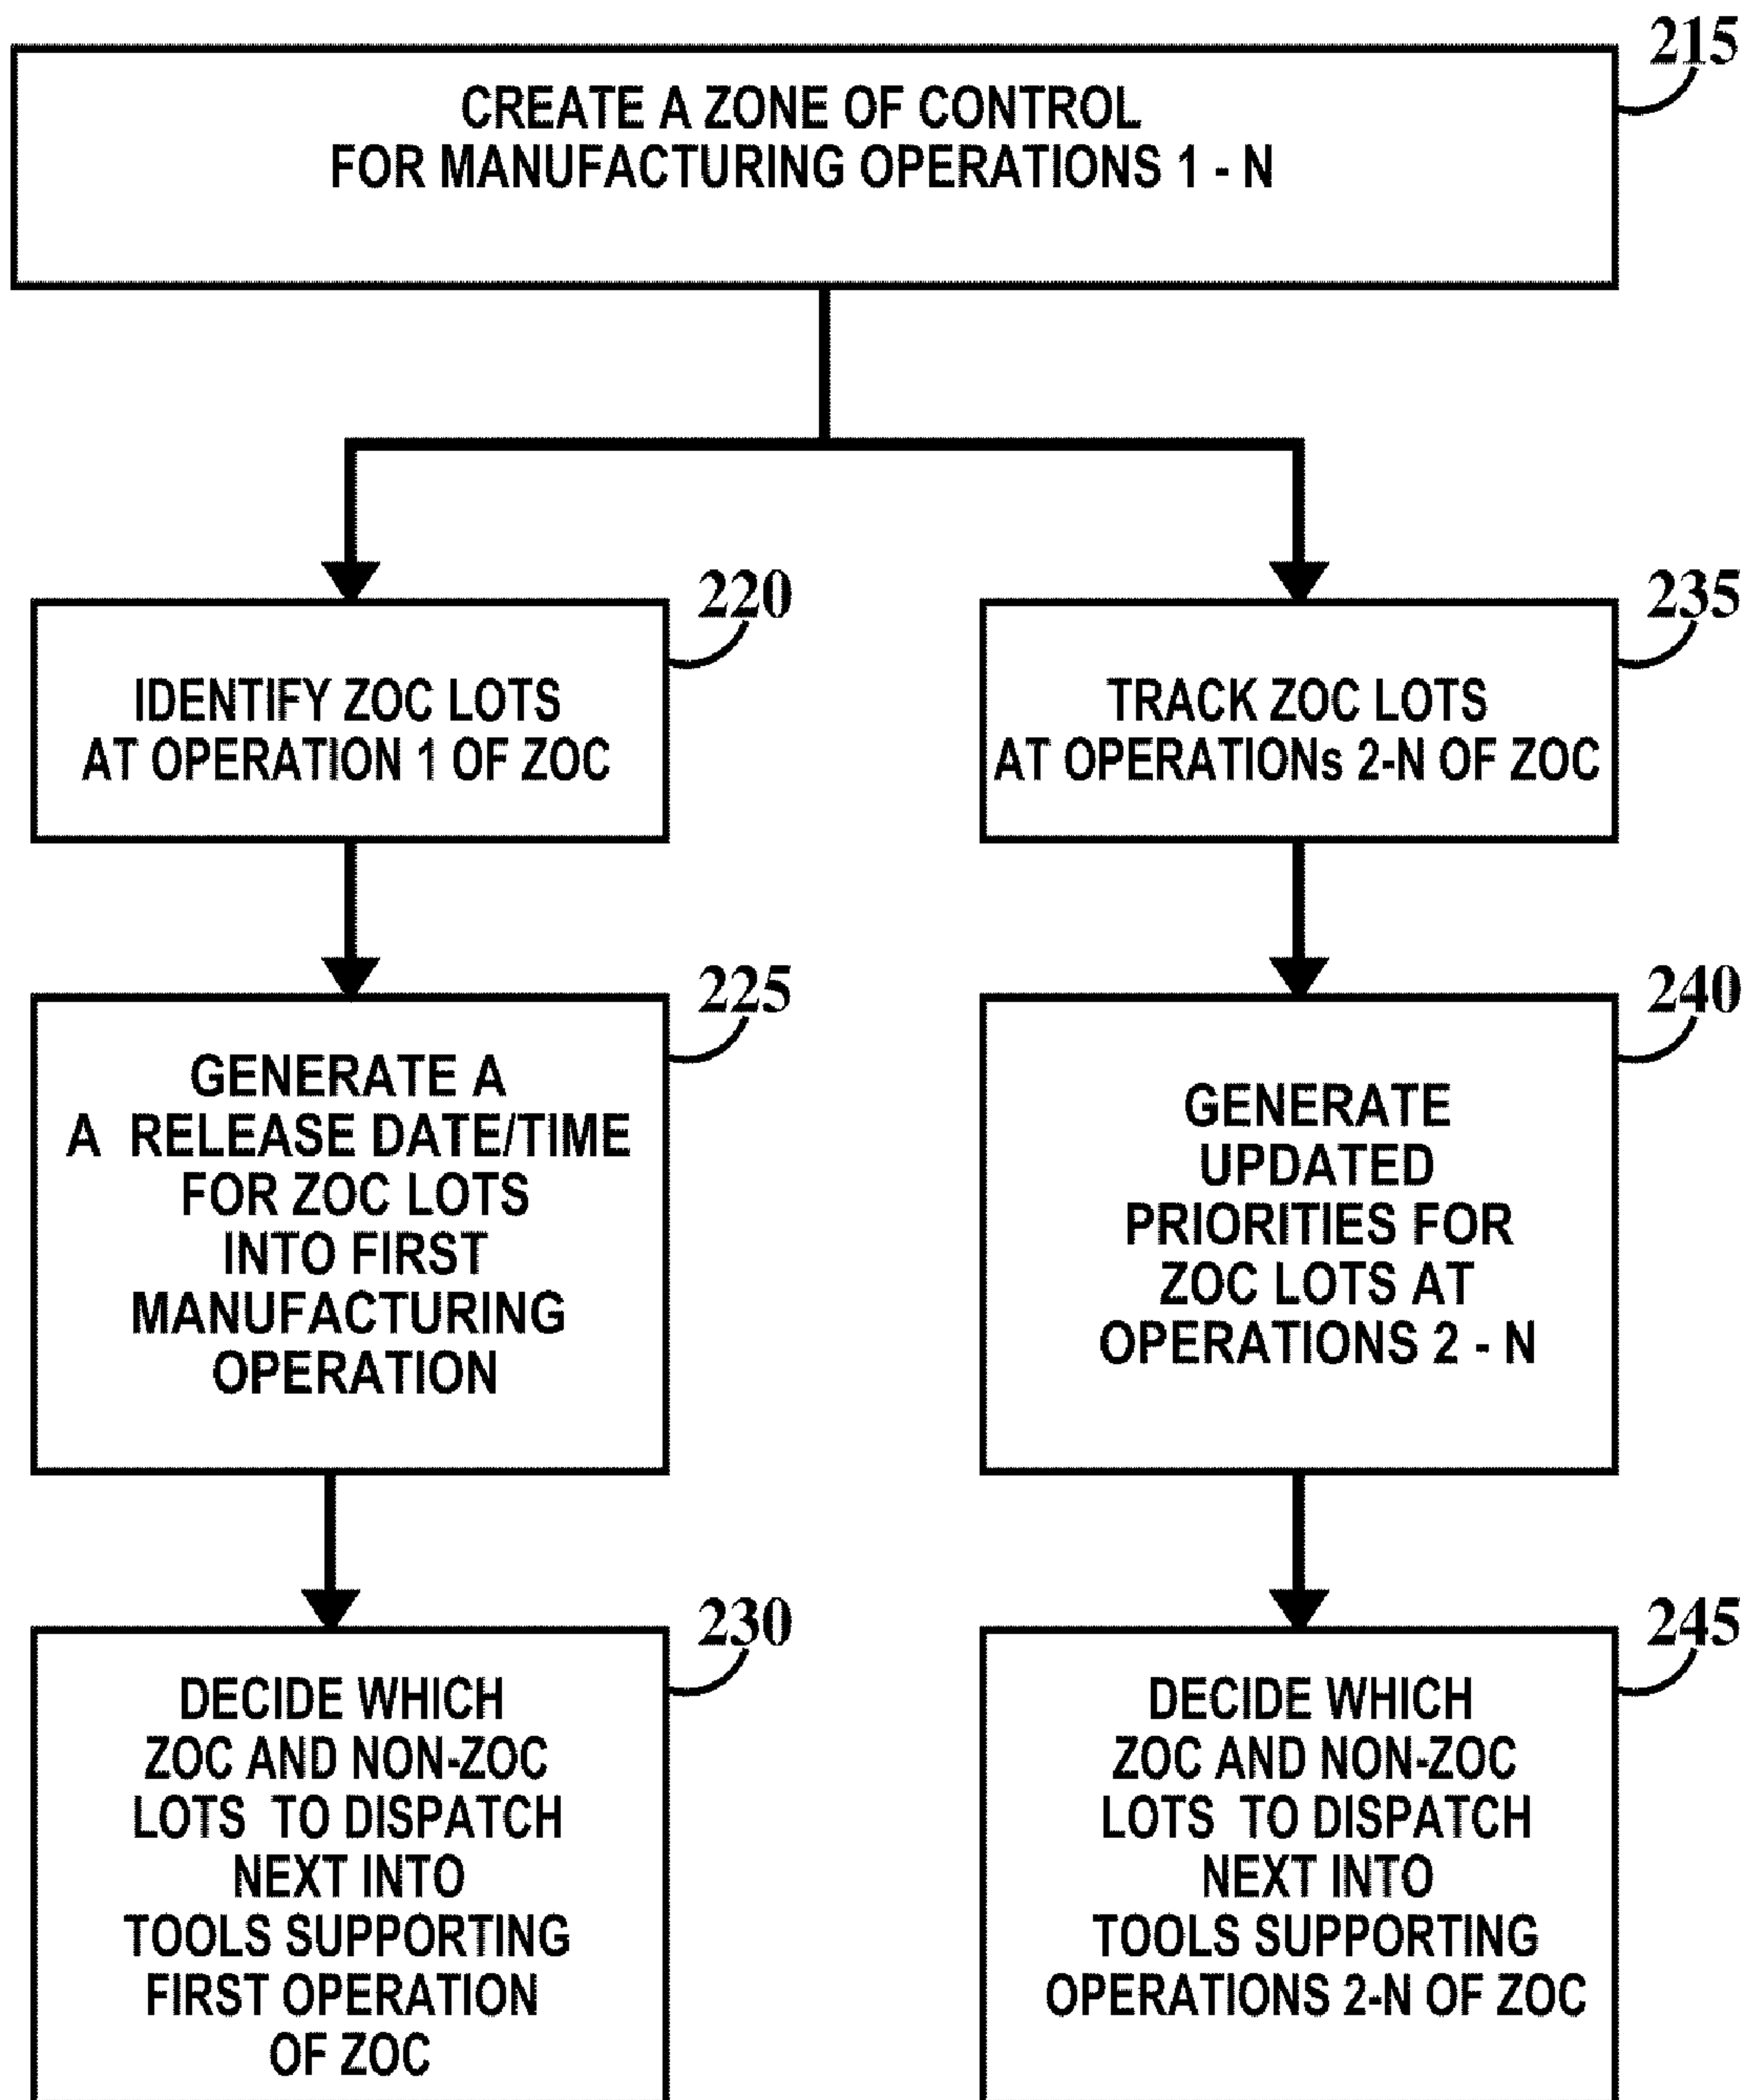 215
CREATE A ZONE OF CONTROL
FOR MANUFACTURING OPERATIONS 1 - N
220
IDENTIFY ZOC LOTS
AT OPERATION 1 OF ZOC
225
GENERATE A
A RELEASE DATE/TIME
FOR ZOC LOTS
INTO FIRST
MANUFACTURING
OPERATION
230
DECIDE WHICH
ZOC AND NON-ZOC
LOTS TO DISPATCH
NEXT INTO
TOOLS SUPPORTING
FIRST OPERATION
OF ZOC
235
TRACK ZOC LOTS
AT OPERATIONs 2-N OF ZOC
240
GENERATE
UPDATED
PRIORITIES FOR
ZOC LOTS AT
OPERATIONS 2 - N
245
DECIDE WHICH
ZOC AND NON-ZOC
LOTS TO DISPATCH
NEXT INTO
TOOLS SUPPORTING
OPERATIONS 2-N OF ZOC